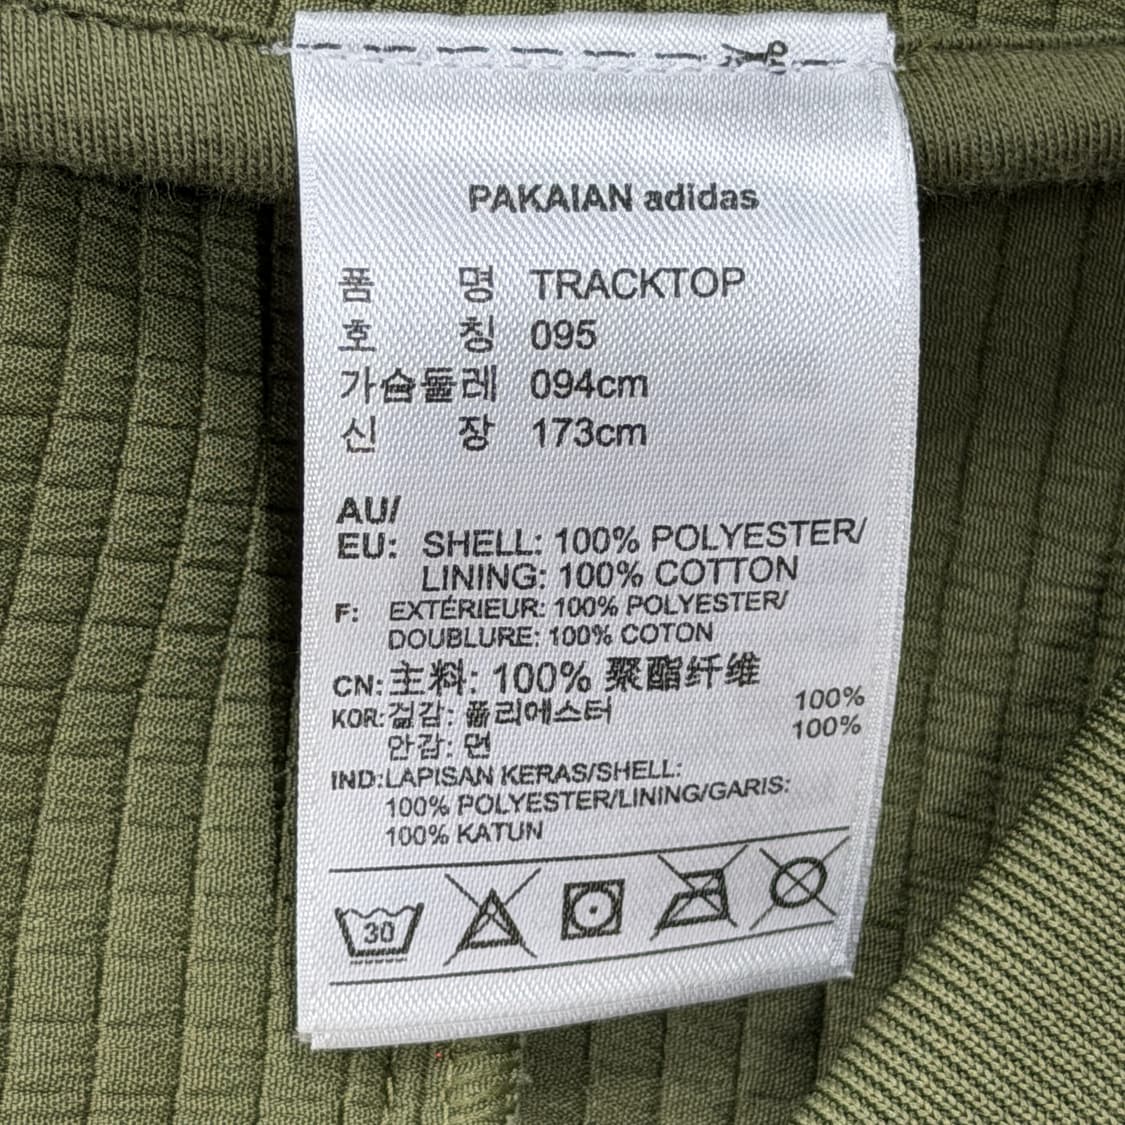 PAKAIAN adidas
품 명 TRACKTOP
호 칭 095
가슴둘레 094cm
신 장 173cm
AU/
EU: SHELL: 100% POLYESTER/
LINING: 100% COTTON
F: EXTÉRIEUR: 100% POLYESTER/
DOUBLURE: 100% COTON
CN: 主料: 100% 聚酯纤维
KOR: 겉감: 폴리에스터 100%
안감: 면 100%
IND: LAPISAN KERAS/SHELL:
100% POLYESTER/LINING/GARIS:
100% KATUN
30